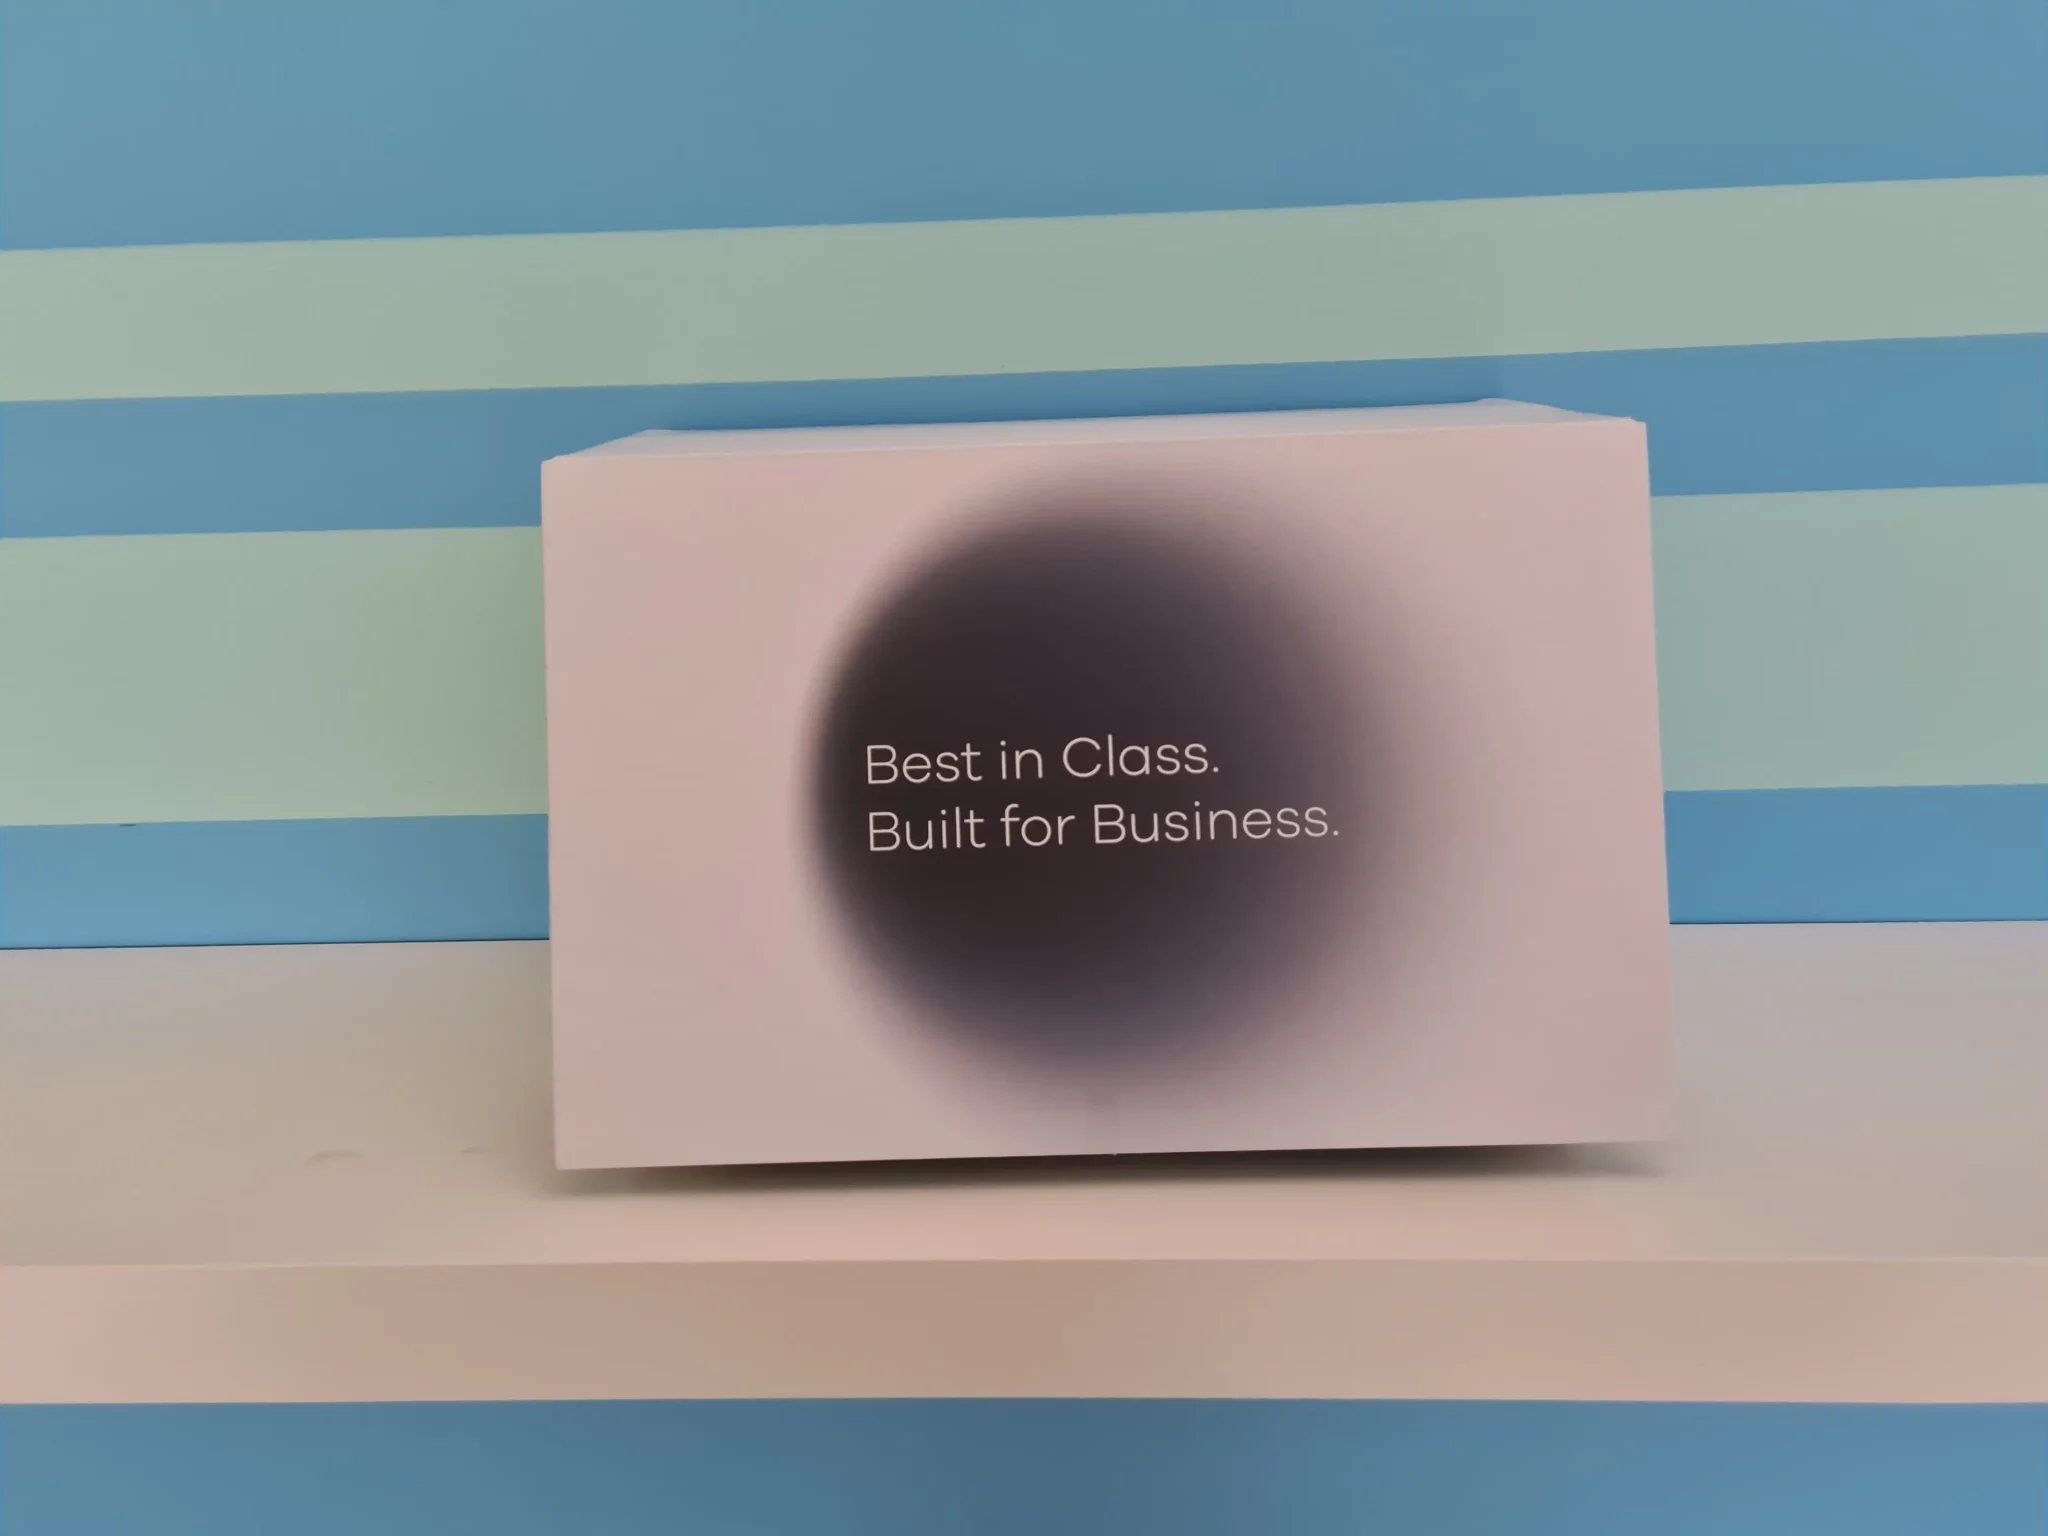 Best in Class.
Built for Business.